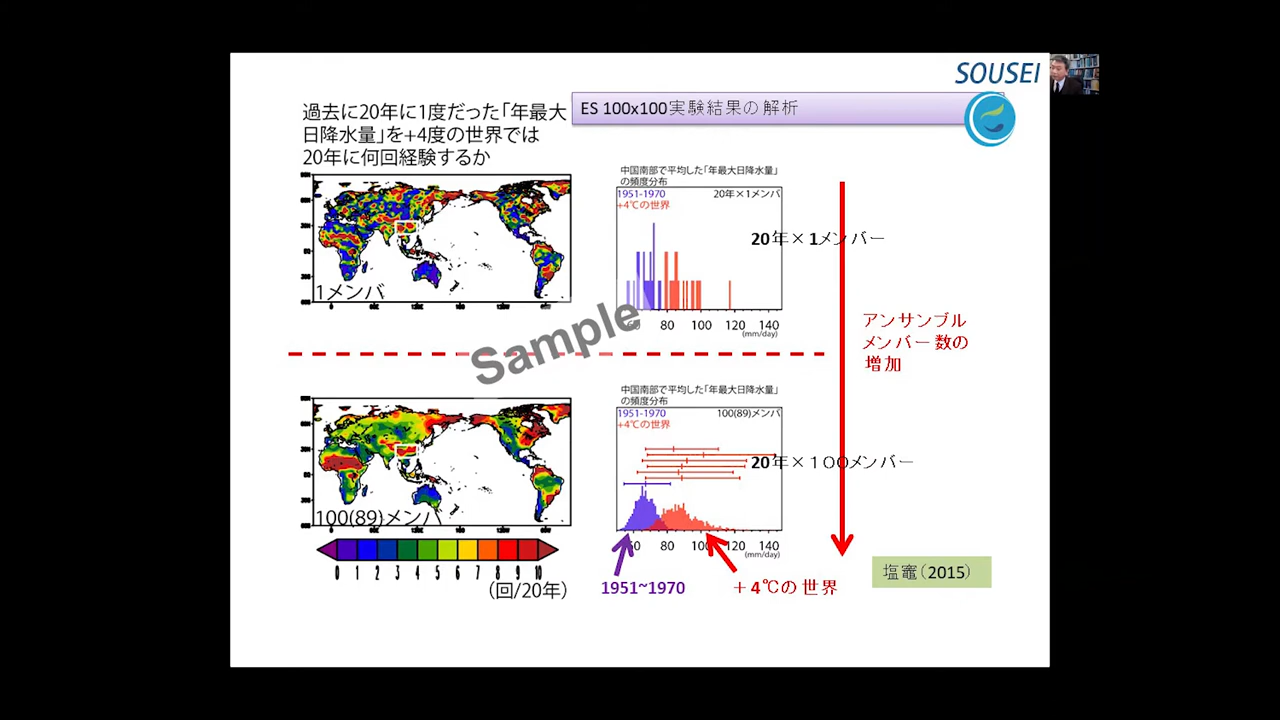 SOUSEI
ES 100x100実験結果の解析
過去に20年に1度だった「年最大
日降水量」を+4度の世界では
20年に何回経験するか
1メンバ
中国南部で平均した「年最大日降水量」
の頻度分布
1951-1970
20年×1メンバ
+4℃の世界
20年×1メンバー
60 80 100 120 140
(mm/day)
アンサンブル
メンバー数の
増加
Sample
100(89)メンバ
中国南部で平均した「年最大日降水量」
の頻度分布
1951-1970
100(89)メンバ
+4℃の世界
20年×100メンバー
60 80 100 120 140
(mm/day)
0 1 2 3 4 5 6 7 8 9 10
(回/20年)
1951~1970
+4℃の世界
塩竈(2015)